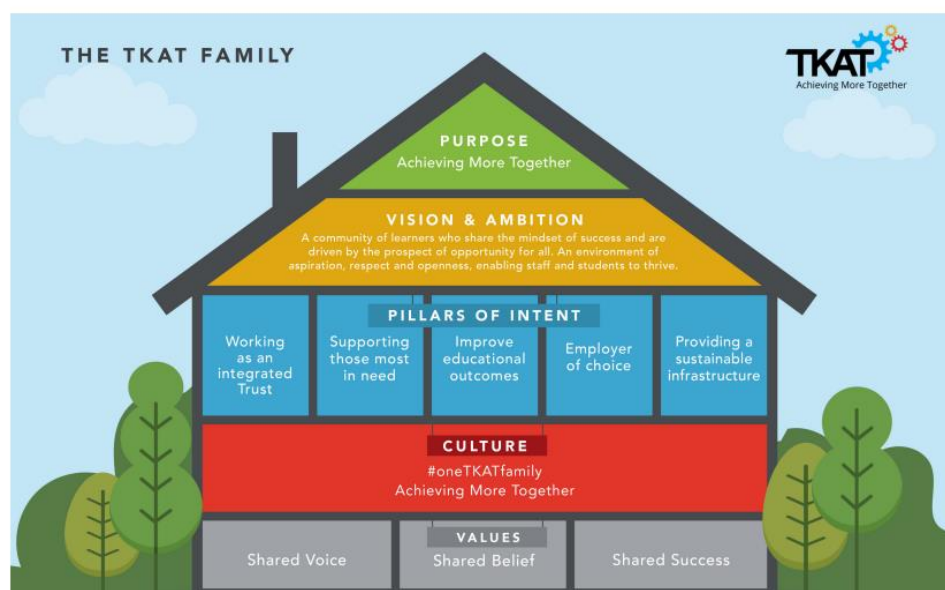 THE TKAT FAMILY
TKAT
Achieving More Together
PURPOSE
Achieving More Together
VISION & AMBITION
A community of learners who share the mindset of success and are
driven by the prospect of opportunity for all. An environment of
aspiration, respect and openness, enabling staff and students to thrive.
PILLARS OF INTENT
Working
as an
integrated
Trust
Supporting
those most
in need
Improve
educational
outcomes
Employer
of choice
Providing a
sustainable
infrastructure
CULTURE
#oneTKATfamily
Achieving More Together
VALUES
Shared Voice
Shared Belief
Shared Success